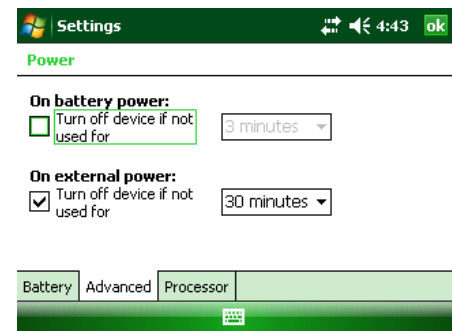 Settings 4:43 ok
Power
On battery power:
Turn off device if not
used for
3 minutes
On external power:
Turn off device if not
used for
30 minutes
Battery Advanced Processor